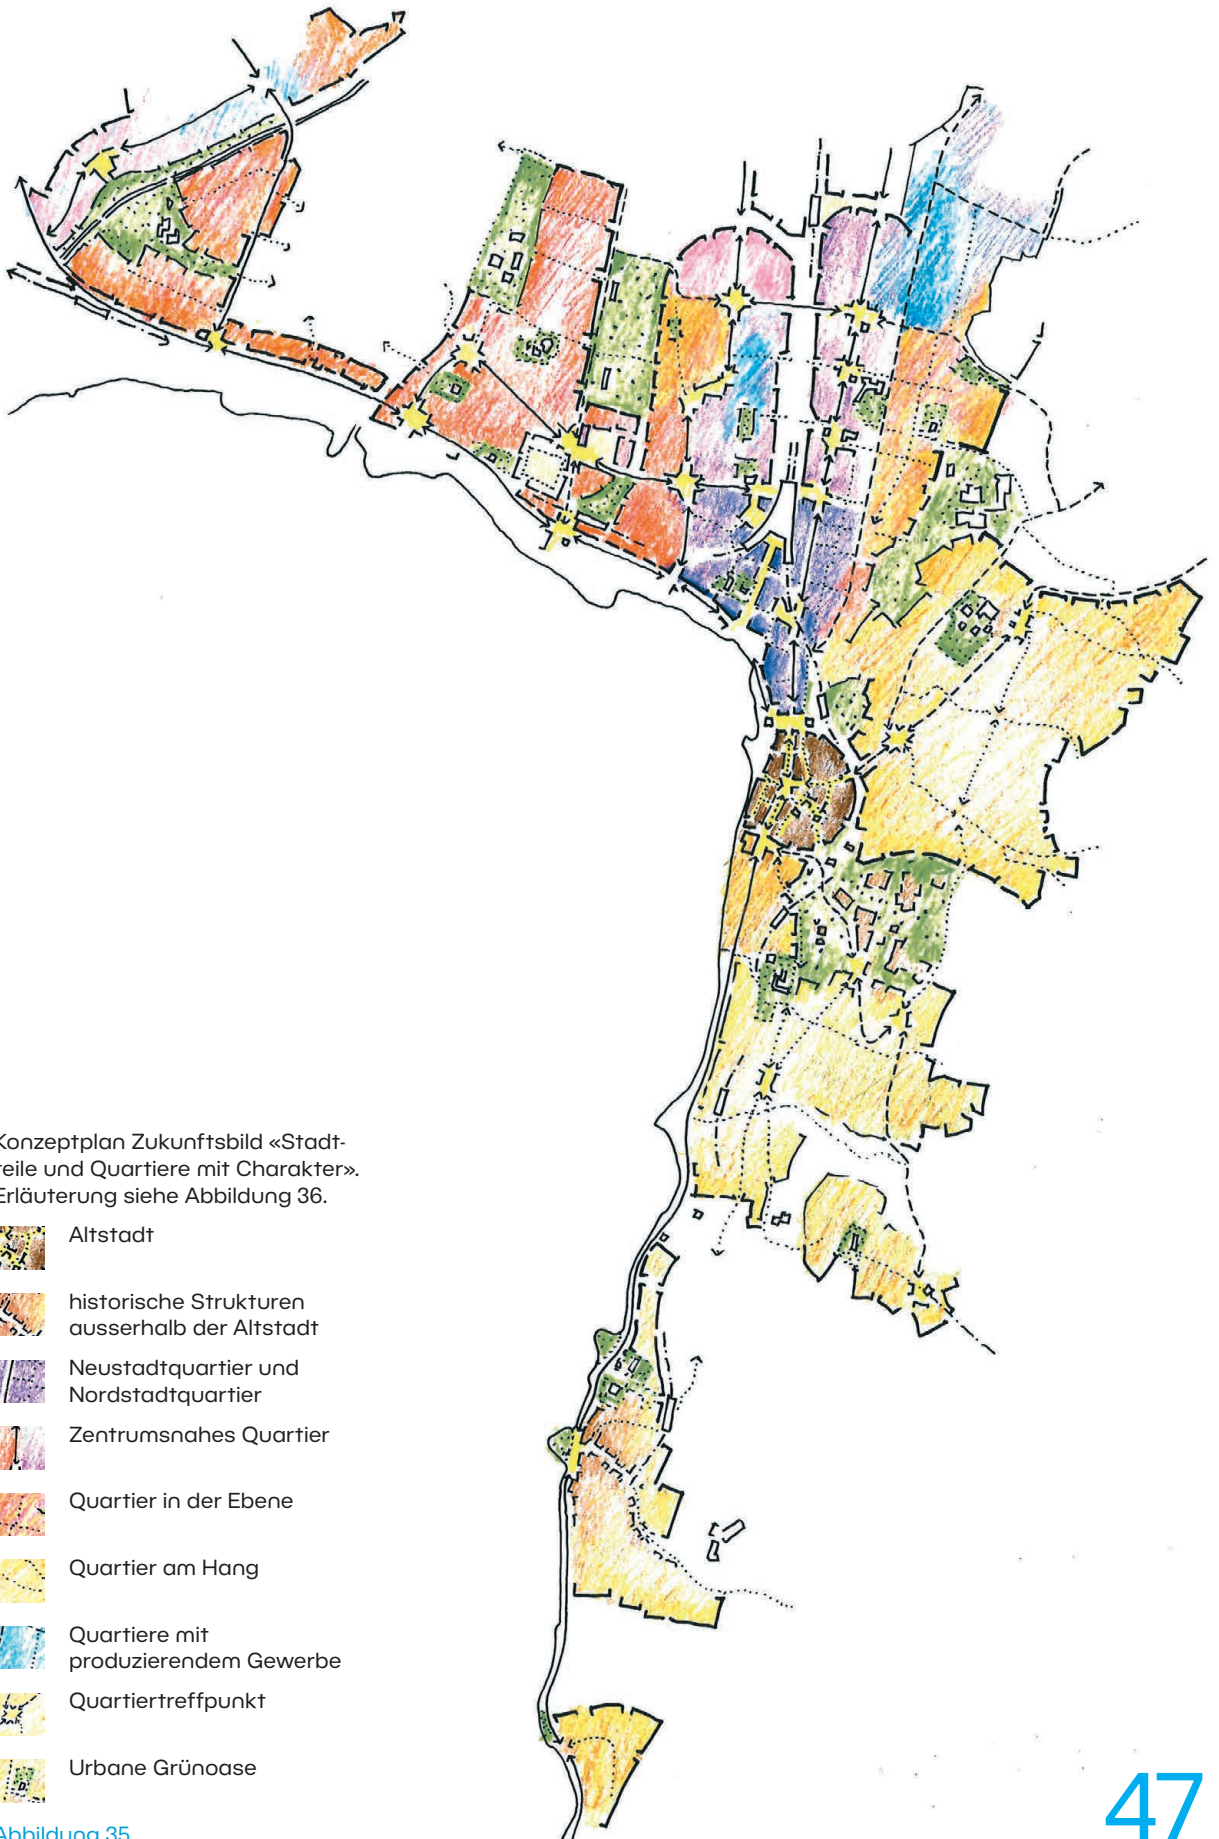 Konzeptplan Zukunftsbild «Stadt-
teile und Quartiere mit Charakter».
Erläuterung siehe Abbildung 36.
Altstadt
historische Strukturen
ausserhalb der Altstadt
Neustadtquartier und
Nordstadtquartier
Zentrumsnahes Quartier
Quartier in der Ebene
Quartier am Hang
Quartiere mit
produzierendem Gewerbe
Quartiertreffpunkt
Urbane Grünoase
Abbildung 35
47